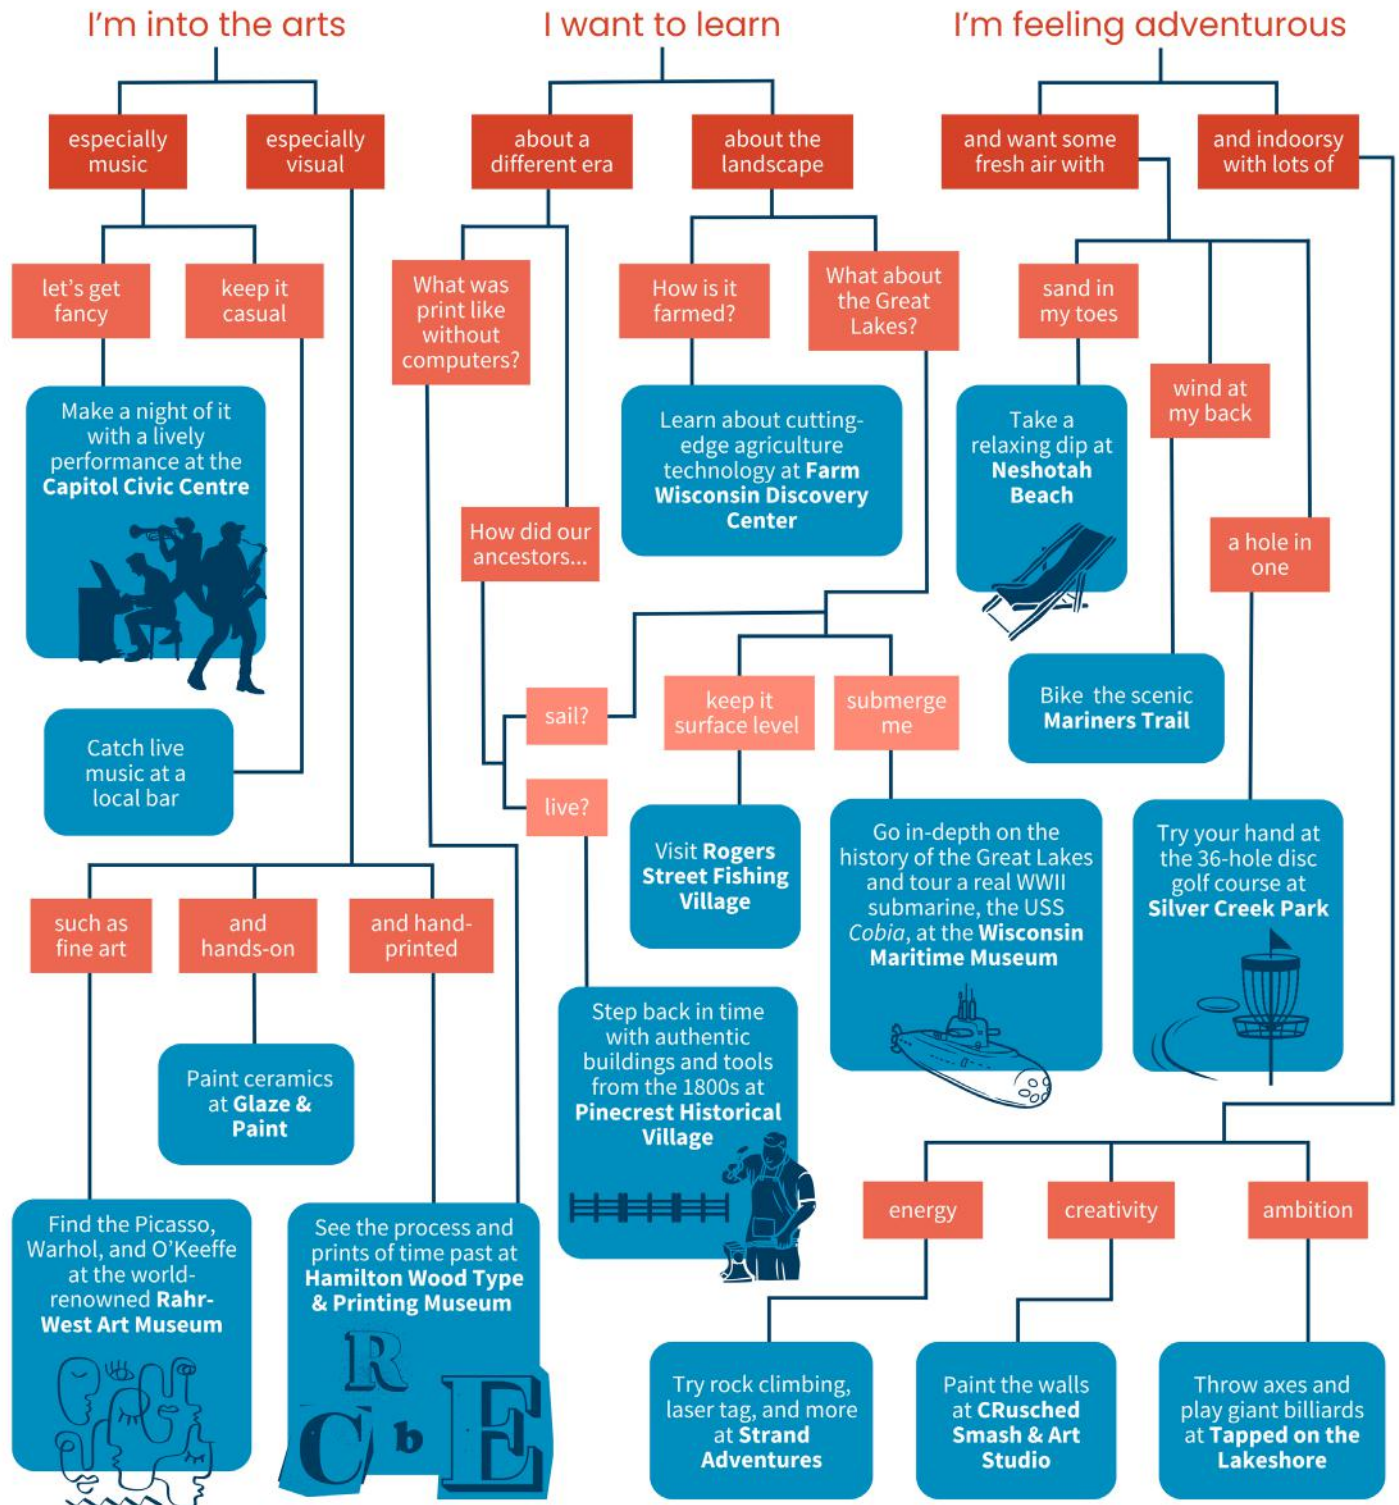 I'm into the arts
I want to learn
I'm feeling adventurous
especially
music
especially
visual
about a
different era
about the
landscape
and want some
fresh air with
and indoorsy
with lots of
let's get
fancy
keep it
casual
What was
print like
without
computers?
How is it
farmed?
What about
the Great
Lakes?
sand in
my toes
wind at
my back
Make a night of it
with a lively
performance at the
Capitol Civic Centre
Learn about cutting-
edge agriculture
technology at Farm
Wisconsin Discovery
Center
Take a
relaxing dip at
Neshotah
Beach
How did our
ancestors...
a hole in
one
sail?
keep it
surface level
submerge
me
Bike the scenic
Mariners Trail
Catch live
music at a
local bar
live?
Visit Rogers
Street Fishing
Village
Go in-depth on the
history of the Great Lakes
and tour a real WWII
submarine, the USS
Cobia, at the Wisconsin
Maritime Museum
Try your hand at
the 36-hole disc
golf course at
Silver Creek Park
such as
fine art
and
hands-on
and hand-
printed
Step back in time
with authentic
buildings and tools
from the 1800s at
Pinecrest Historical
Village
Paint ceramics
at Glaze &
Paint
energy
creativity
ambition
Find the Picasso,
Warhol, and O'Keeffe
at the world-
renowned Rahr-
West Art Museum
See the process and
prints of time past at
Hamilton Wood Type
& Printing Museum
R
C b E
Try rock climbing,
laser tag, and more
at Strand
Adventures
Paint the walls
at CRusched
Smash & Art
Studio
Throw axes and
play giant billiards
at Tapped on the
Lakeshore